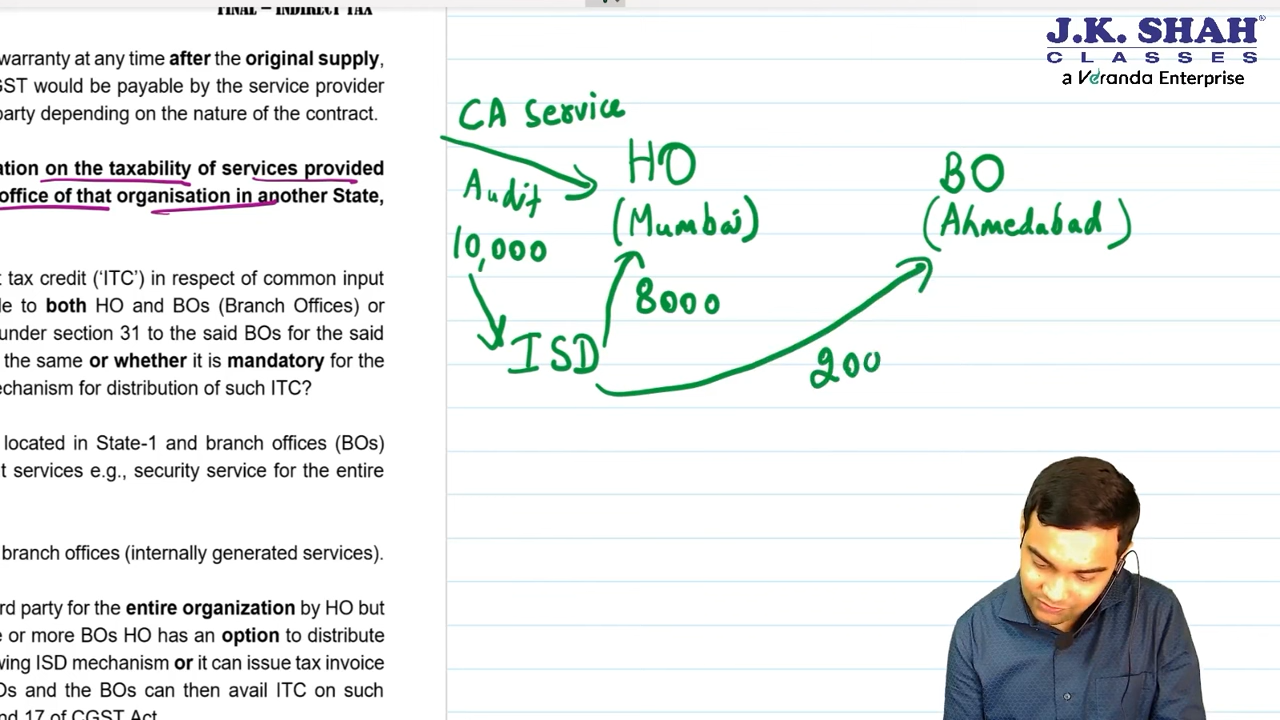 FINAL – INDIRECT TAX
warranty at any time after the original supply,
GST would be payable by the service provider
party depending on the nature of the contract.
ation on the taxability of services provided
office of that organisation in another State,
t tax credit ('ITC') in respect of common input
le to both HO and BOs (Branch Offices) or
under section 31 to the said BOs for the said
the same or whether it is mandatory for the
echanism for distribution of such ITC?
located in State-1 and branch offices (BOs)
t services e.g., security service for the entire
branch offices (internally generated services).
rd party for the entire organization by HO but
e or more BOs HO has an option to distribute
wing ISD mechanism or it can issue tax invoice
Os and the BOs can then avail ITC on such
nd 17 of CGST Act.
J.K. SHAH®
CLASSES
a Veranda Enterprise
CA Service
HO
BO
Audit
(Mumbai)
(Ahmedabad)
10,000
8000
ISD
200